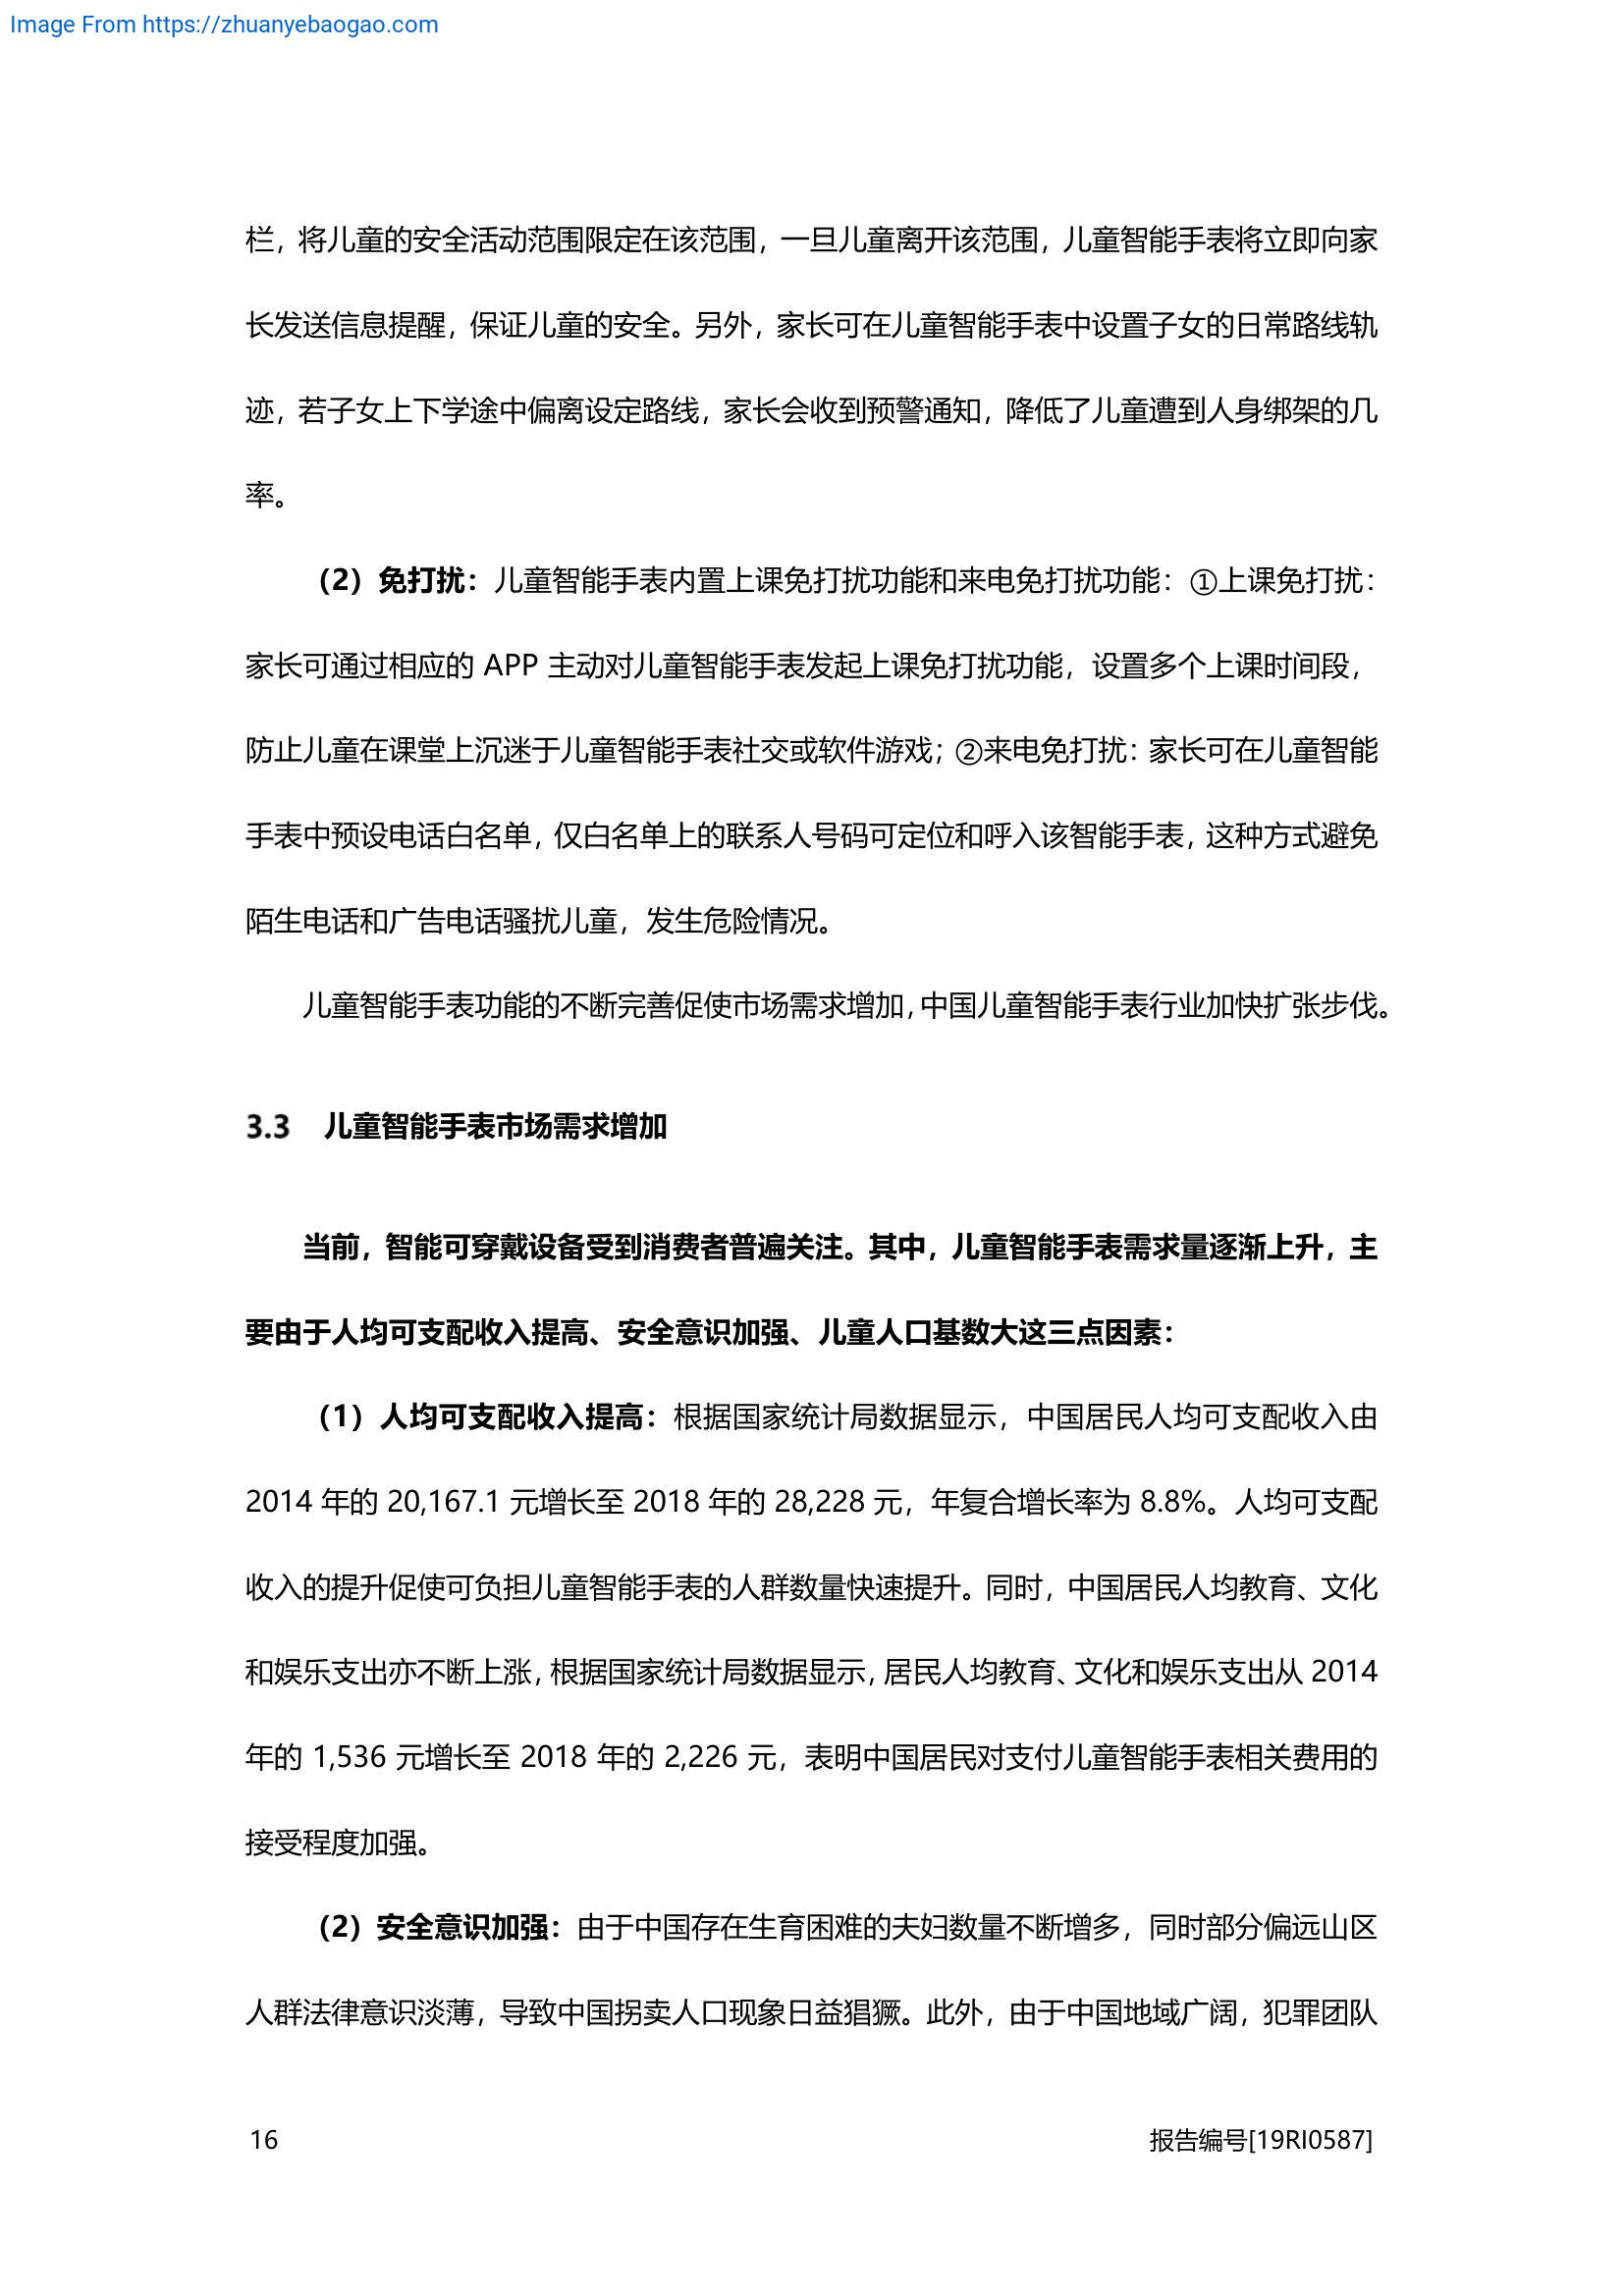 Image From https://zhuanyebaogao.com
栏，将儿童的安全活动范围限定在该范围，一旦儿童离开该范围，儿童智能手表将立即向家
长发送信息提醒，保证儿童的安全。另外，家长可在儿童智能手表中设置子女的日常路线轨
迹，若子女上下学途中偏离设定路线，家长会收到预警通知，降低了儿童遭到人身绑架的几
率。
（2）免打扰：儿童智能手表内置上课免打扰功能和来电免打扰功能：①上课免打扰：
家长可通过相应的 APP 主动对儿童智能手表发起上课免打扰功能，设置多个上课时间段，
防止儿童在课堂上沉迷于儿童智能手表社交或软件游戏；②来电免打扰：家长可在儿童智能
手表中预设电话白名单，仅白名单上的联系人号码可定位和呼入该智能手表，这种方式避免
陌生电话和广告电话骚扰儿童，发生危险情况。
儿童智能手表功能的不断完善促使市场需求增加，中国儿童智能手表行业加快扩张步伐。
3.3 儿童智能手表市场需求增加
当前，智能可穿戴设备受到消费者普遍关注。其中，儿童智能手表需求量逐渐上升，主
要由于人均可支配收入提高、安全意识加强、儿童人口基数大这三点因素：
（1）人均可支配收入提高：根据国家统计局数据显示，中国居民人均可支配收入由
2014 年的 20,167.1 元增长至 2018 年的 28,228 元，年复合增长率为 8.8%。人均可支配
收入的提升促使可负担儿童智能手表的人群数量快速提升。同时，中国居民人均教育、文化
和娱乐支出亦不断上涨，根据国家统计局数据显示，居民人均教育、文化和娱乐支出从 2014
年的 1,536 元增长至 2018 年的 2,226 元，表明中国居民对支付儿童智能手表相关费用的
接受程度加强。
（2）安全意识加强：由于中国存在生育困难的夫妇数量不断增多，同时部分偏远山区
人群法律意识淡薄，导致中国拐卖人口现象日益猖獗。此外，由于中国地域广阔，犯罪团队
16 报告编号[19RI0587]